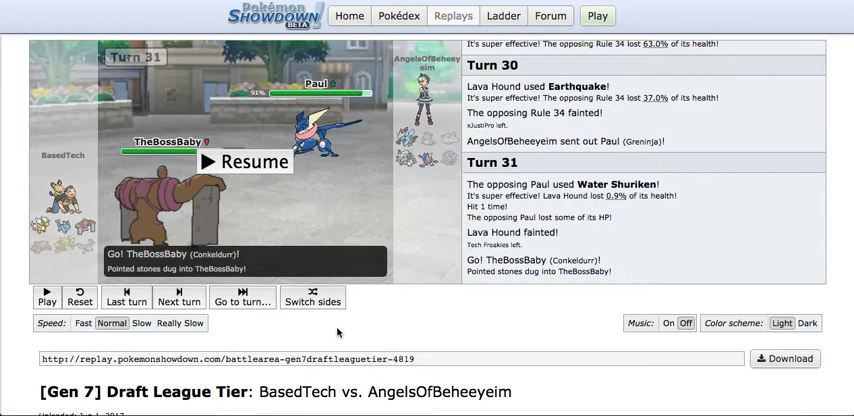 Pokémon
SHOWDOWN!
BETA
Home
Pokédex
Replays
Ladder
Forum
Play
Turn 31
AngelsOfBeheey
eim
Paul
91%
TheBossBaby
BasedTech
Resume
Go! TheBossBaby (Conkeldurr)!
Pointed stones dug into TheBossBaby!
It's super effective! The opposing Rule 34 lost 63.0% of its health!
Turn 30
Lava Hound used Earthquake!
It's super effective! The opposing Rule 34 lost 37.0% of its health!
The opposing Rule 34 fainted!
xJustiPro left.
AngelsOfBeheeyeim sent out Paul (Greninja)!
Turn 31
The opposing Paul used Water Shuriken!
It's super effective! Lava Hound lost 0.9% of its health!
Hit 1 time!
The opposing Paul lost some of its HP!
Lava Hound fainted!
Tech Froakies left.
Go! TheBossBaby (Conkeldurr)!
Pointed stones dug into TheBossBaby!
Play
Reset
Last turn
Next turn
Go to turn...
Switch sides
Speed: Fast Normal Slow Really Slow
Music: On Off
Color scheme: Light Dark
http://replay.pokemonshowdown.com/battlearea-gen7draftleaguetier-4819
Download
[Gen 7] Draft League Tier: BasedTech vs. AngelsOfBeheeyeim